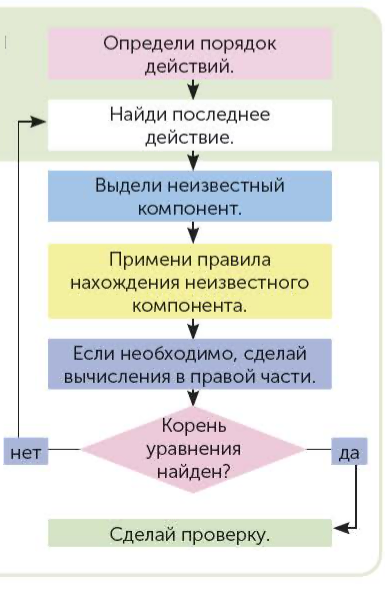 Определи порядок
действий.
Найди последнее
действие.
Выдели неизвестный
компонент.
Примени правила
нахождения неизвестного
компонента.
Если необходимо, сделай
вычисления в правой части.
Корень
уравнения
найден?
нет
да
Сделай проверку.